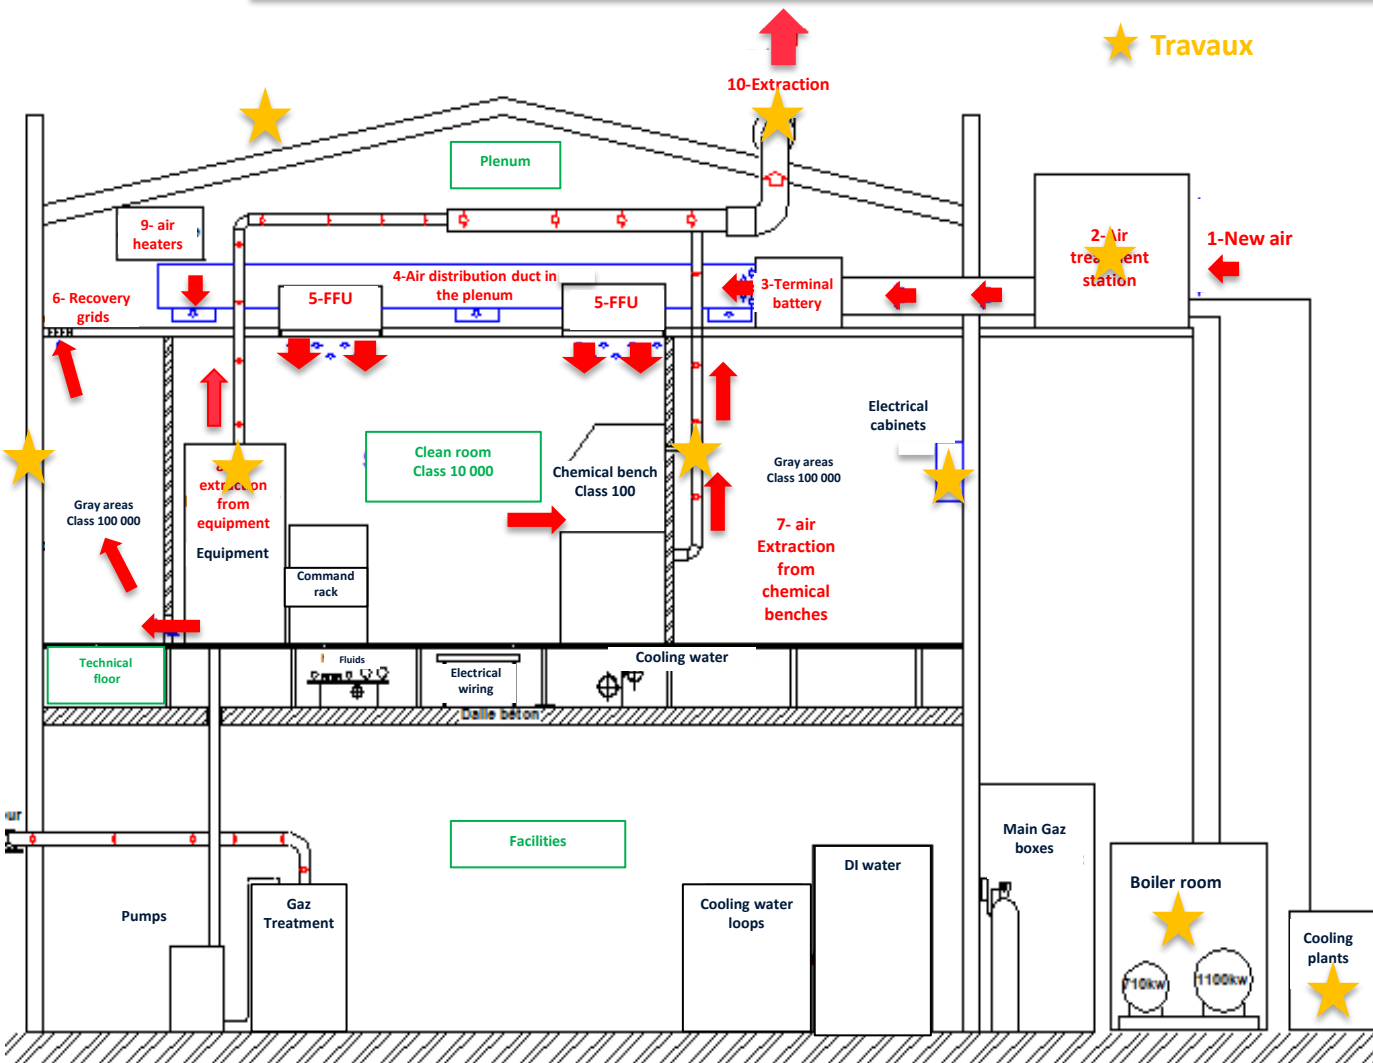 Travaux
10-Extraction
Plenum
9- air
heaters
2-Air
treatment
station
1-New air
4-Air distribution duct in
the plenum
3-Terminal
battery
6- Recovery
grids
5-FFU
5-FFU
Electrical
cabinets
Clean room
Class 10 000
Chemical bench
Class 100
Gray areas
Class 100 000
extraction
from
equipment
Gray areas
Class 100 000
7- air
Extraction
from
chemical
benches
Equipment
Command
rack
Technical
floor
Fluids
Electrical
wiring
Cooling water
Dalle béton
Facilities
Main Gaz
boxes
DI water
Boiler room
Pumps
Gaz
Treatment
Cooling water
loops
Cooling
plants
710kw
1100kw